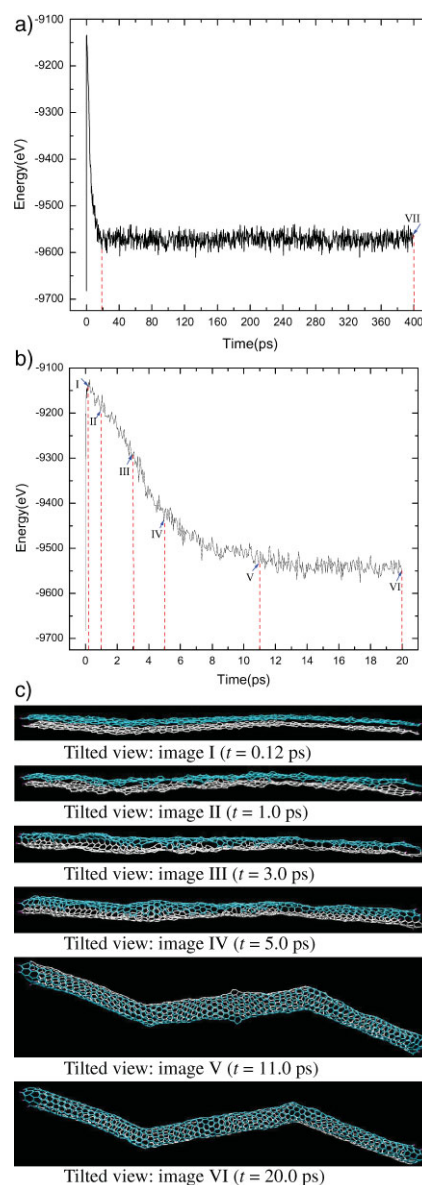 a)
-9100
-9200
-9300
-9400
-9500
-9600
-9700
Energy(eV)
VII
0 40 80 120 160 200 240 280 320 360 400
Time(ps)
b)
-9100
-9200
-9300
-9400
-9500
-9600
-9700
Energy(eV)
I
II
III
IV
V
VI
0 2 4 6 8 10 12 14 16 18 20
Time(ps)
c)
Tilted view: image I (t = 0.12 ps)
Tilted view: image II (t = 1.0 ps)
Tilted view: image III (t = 3.0 ps)
Tilted view: image IV (t = 5.0 ps)
Tilted view: image V (t = 11.0 ps)
Tilted view: image VI (t = 20.0 ps)